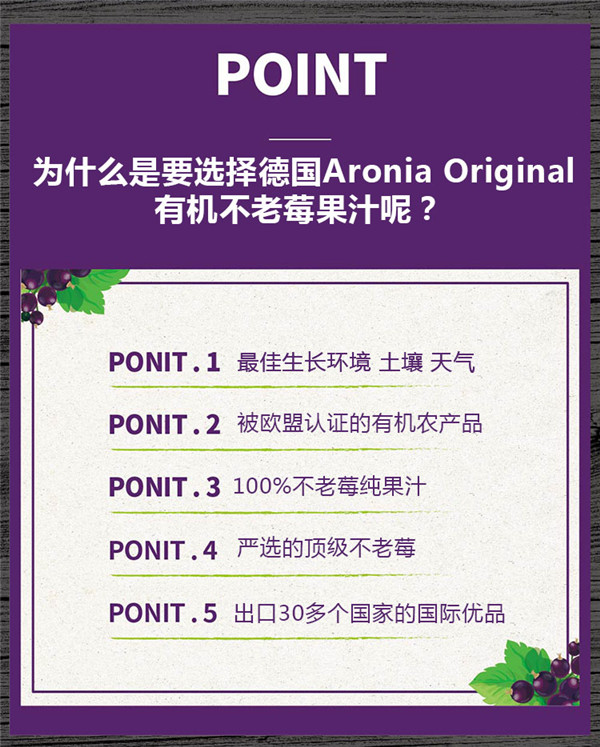 POINT
为什么是要选择德国Aronia Original
有机不老莓果汁呢？
PONIT.1 最佳生长环境 土壤 天气
PONIT.2 被欧盟认证的有机农产品
PONIT.3 100%不老莓纯果汁
PONIT.4 严选的顶级不老莓
PONIT.5 出口30多个国家的国际优品